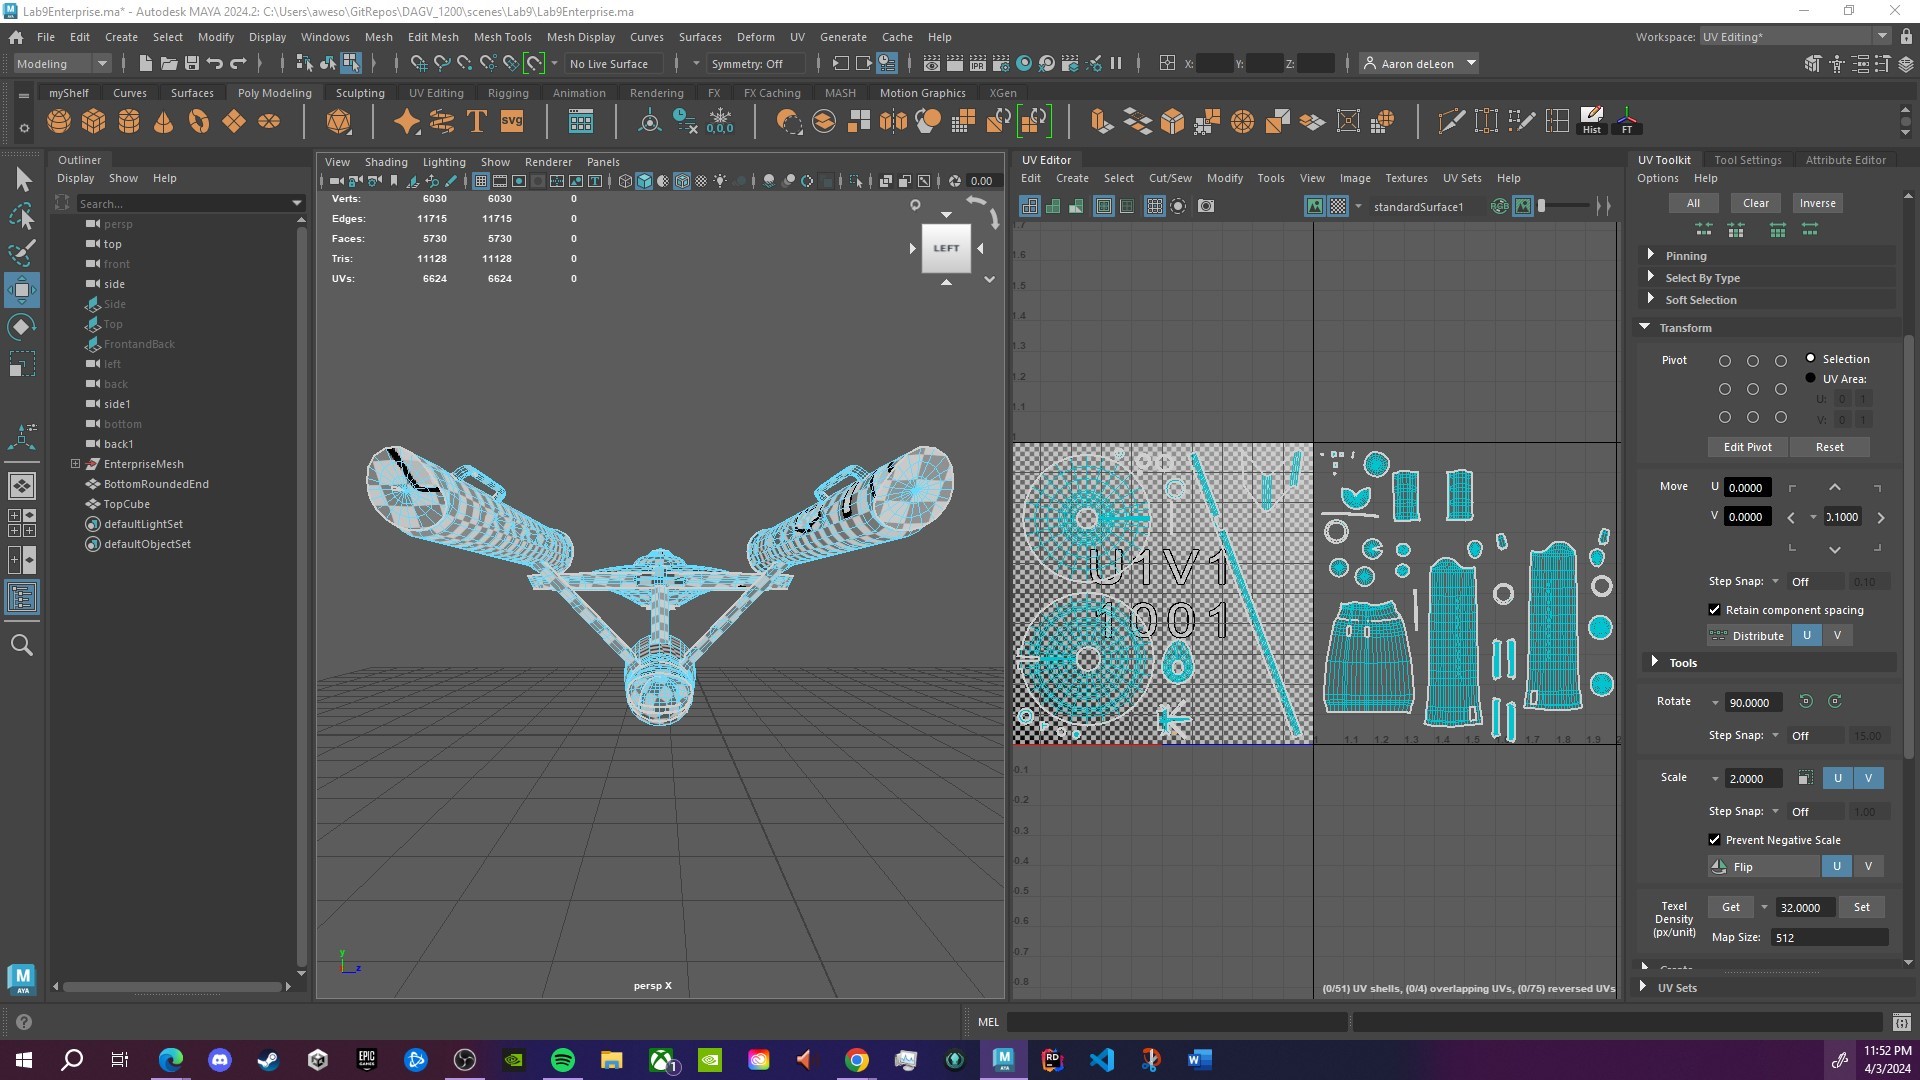 Lab9Enterprise.ma* - Autodesk MAYA 2024.2: C:\Users\aweso\GitRepos\DAGV_1200\scenes\Lab9\Lab9Enterprise.ma
File Edit Create Select Modify Display Windows Mesh Edit Mesh Mesh Tools Mesh Display Curves Surfaces Deform UV Generate Cache Help
Workspace: UV Editing*
Modeling No Live Surface Symmetry: Off X: Y: Z: Aaron deLeon
myShelf Curves Surfaces Poly Modeling Sculpting UV Editing Rigging Animation Rendering FX FX Caching MASH Motion Graphics XGen
T svg 0,0,0 Hist FT
Outliner
Display Show Help
Search...
persp
top
front
side
Side
Top
FrontandBack
left
back
side1
bottom
back1
EnterpriseMesh
BottomRoundedEnd
TopCube
defaultLightSet
defaultObjectSet
View Shading Lighting Show Renderer Panels
0.00
Verts: 6030 6030 0
Edges: 11715 11715 0
Faces: 5730 5730 0
Tris: 11128 11128 0
UVs: 6624 6624 0
LEFT
y
z
persp X
UV Editor
Edit Create Select Cut/Sew Modify Tools View Image Textures UV Sets Help
standardSurface1 RGB
1.7
1.6
1.5
1.4
1.3
1.2
1.1
1
U1V1
1001
1 1.1 1.2 1.3 1.4 1.5 1.6 1.7 1.8 1.9 2
-0.1
-0.2
-0.3
-0.4
-0.5
-0.6
-0.7
-0.8
(0/51) UV shells, (0/4) overlapping UVs, (0/75) reversed UVs
UV Toolkit Tool Settings Attribute Editor
Options Help
All Clear Inverse
Pinning
Select By Type
Soft Selection
Transform
Pivot Selection
UV Area:
U: 0 1
V: 0 1
Edit Pivot Reset
Move U 0.0000
V 0.0000 0.1000
Step Snap: Off 0.10
Retain component spacing
Distribute U V
Tools
Rotate 90.0000
Step Snap: Off 15.00
Scale 2.0000 U V
Step Snap: Off 1.00
Prevent Negative Scale
Flip U V
Texel Density (px/unit) Get 32.0000 Set
Map Size: 512
UV Sets
MEL
11:52 PM
4/3/2024